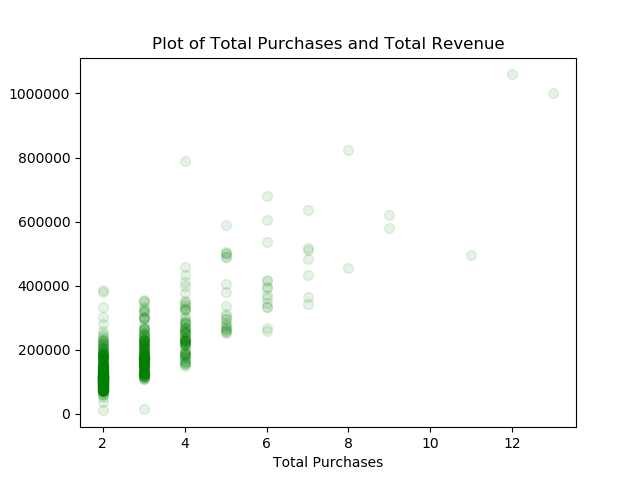 Plot of Total Purchases and Total Revenue
1000000
800000
600000
400000
200000
0
2 4 6 8 10 12
Total Purchases